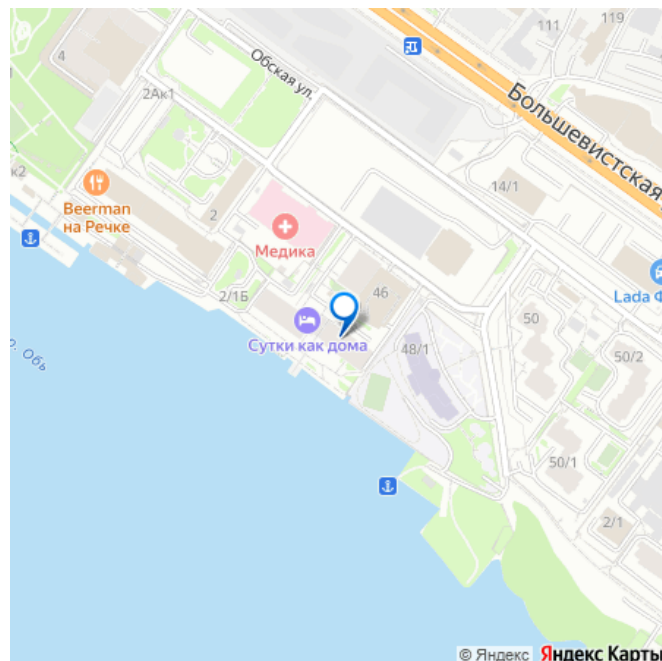 4
111
119
Обская ул.
Большевистская
2Ак1
к2
14/1
Beerman
на Речке
2
Медика
Lada Ф
2/1Б
46
50
Сутки как дома
48/1
50/2
р. Обь
50/1
2/1
© Яндекс Яндекс Карты